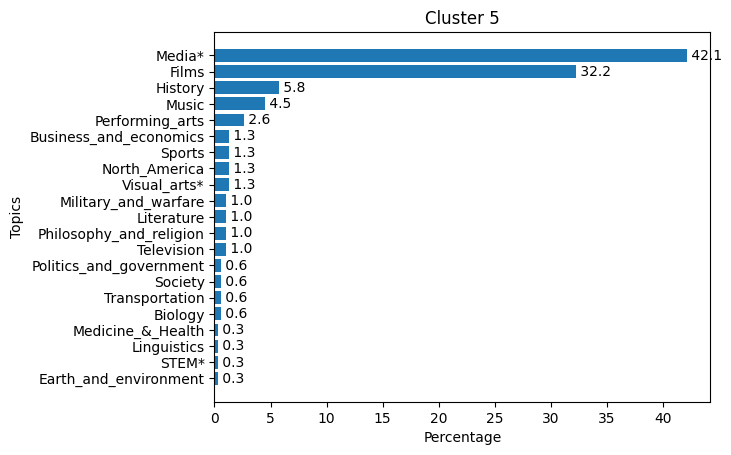 Cluster 5
Topics
Media* 42.1
Films 32.2
History 5.8
Music 4.5
Performing_arts 2.6
Business_and_economics 1.3
Sports 1.3
North_America 1.3
Visual_arts* 1.3
Military_and_warfare 1.0
Literature 1.0
Philosophy_and_religion 1.0
Television 1.0
Politics_and_government 0.6
Society 0.6
Transportation 0.6
Biology 0.6
Medicine_&_Health 0.3
Linguistics 0.3
STEM* 0.3
Earth_and_environment 0.3
0 5 10 15 20 25 30 35 40
Percentage